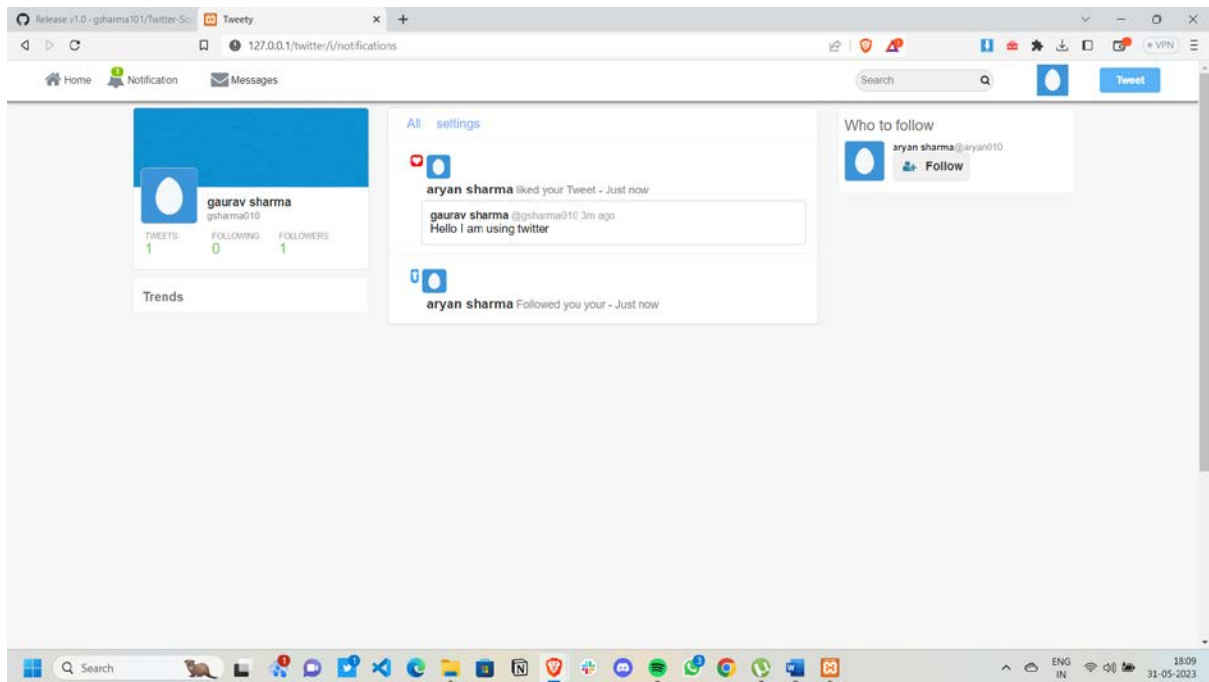 Release v1.0 · gsharma101/Twitter-So
Tweety
127.0.0.1/twitter/i/notifications
VPN
Home
1
Notification
Messages
Search
Tweet
gaurav sharma
gsharma010
TWEETS FOLLOWING FOLLOWERS
1 0 1
Trends
All settings
aryan sharma liked your Tweet - Just now
gaurav sharma @gsharma010 3m ago
Hello I am using twitter
aryan sharma Followed you your - Just now
Who to follow
aryan sharma@aryan010
Follow
Search
ENG
IN
18:09
31-05-2023